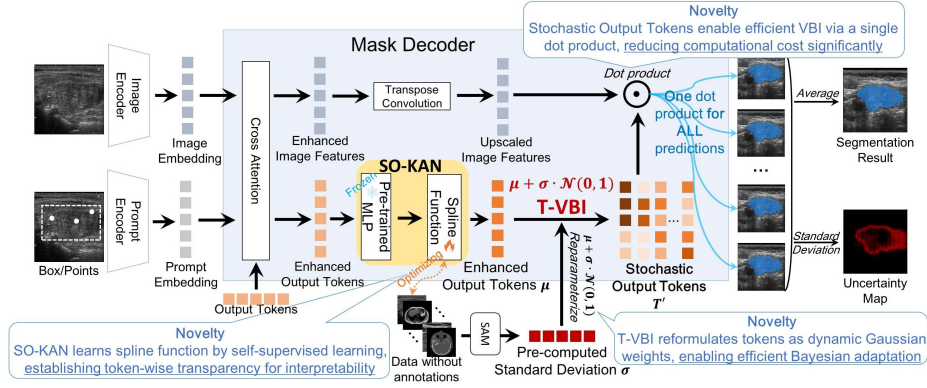 Novelty
Stochastic Output Tokens enable efficient VBI via a single
dot product, reducing computational cost significantly
Mask Decoder
Image
Encoder
Image
Embedding
Cross Attention
Enhanced
Image Features
Transpose
Convolution
Upscaled
Image Features
Dot product
One dot
product for
ALL
predictions
...
Average
Segmentation
Result
Box/Points
Prompt
Encoder
Prompt
Embedding
Output Tokens
Enhanced
Output Tokens
SO-KAN
Frozen
Pre-trained
MLP
Spline
Function
Optimizing
Enhanced
Output Tokens μ
μ + σ · 𝒩(0, 1)
T-VBI
Reparameterize
μ + σ · 𝒩(0, 1)
...
Stochastic
Output Tokens
T′
Standard
Deviation
Uncertainty
Map
Novelty
SO-KAN learns spline function by self-supervised learning,
establishing token-wise transparency for interpretability
Data without
annotations
SAM
Pre-computed
Standard Deviation σ
Novelty
T-VBI reformulates tokens as dynamic Gaussian
weights, enabling efficient Bayesian adaptation